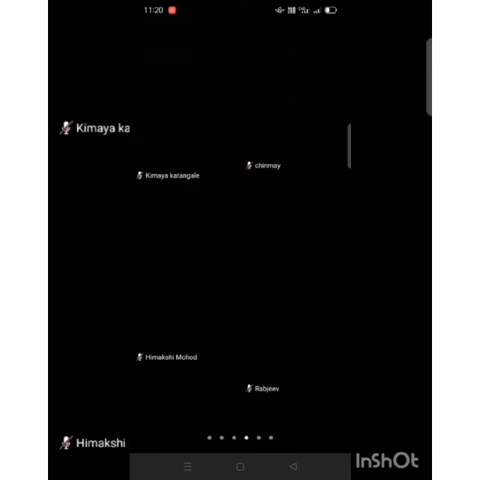 11:20
Kimaya ka
chinmay
Kimaya katangale
Himakshi Mohod
Rabjeev
Himakshi
InShOt